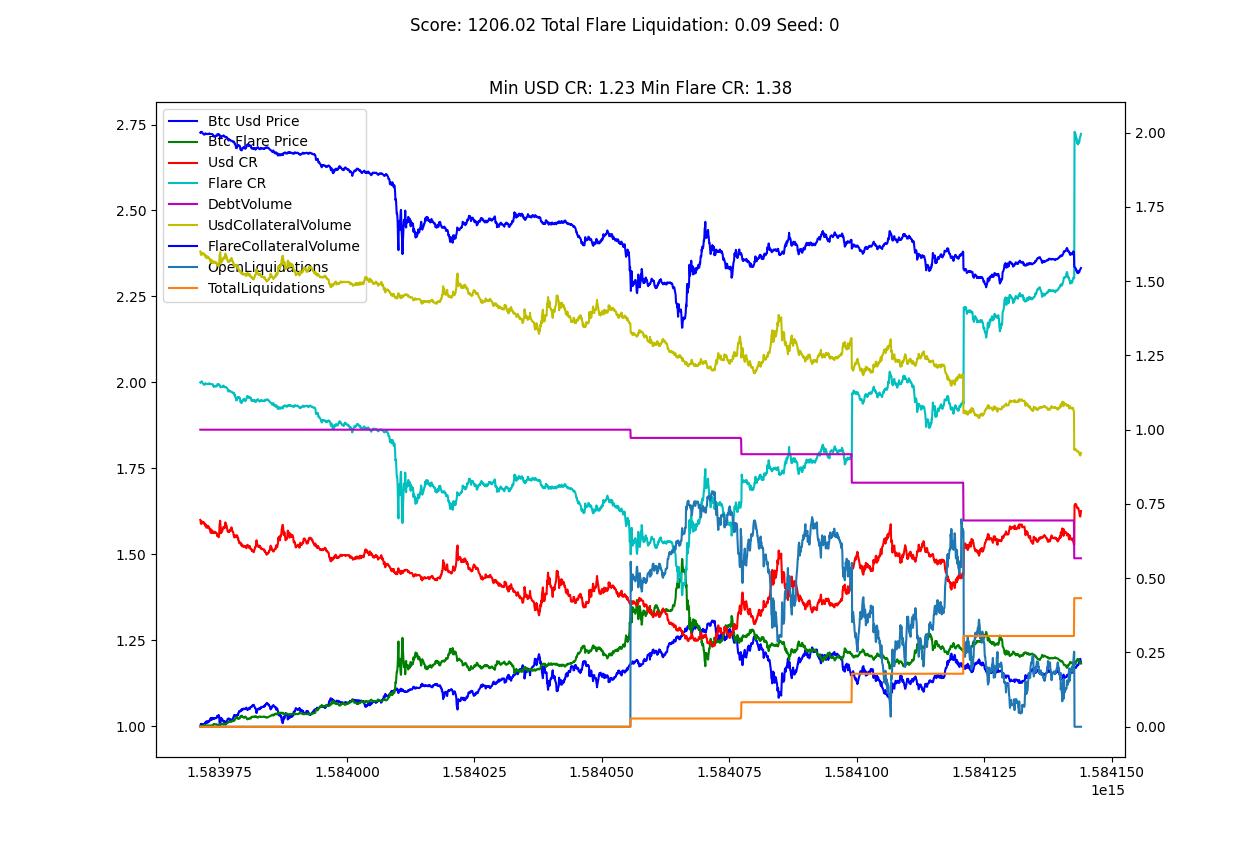 Score: 1206.02 Total Flare Liquidation: 0.09 Seed: 0
Min USD CR: 1.23 Min Flare CR: 1.38
Btc Usd Price
Btc Flare Price
Usd CR
Flare CR
DebtVolume
UsdCollateralVolume
FlareCollateralVolume
OpenLiquidations
TotalLiquidations
2.75
2.50
2.25
2.00
1.75
1.50
1.25
1.00
2.00
1.75
1.50
1.25
1.00
0.75
0.50
0.25
0.00
1.583975 1.584000 1.584025 1.584050 1.584075 1.584100 1.584125 1.584150
1e15